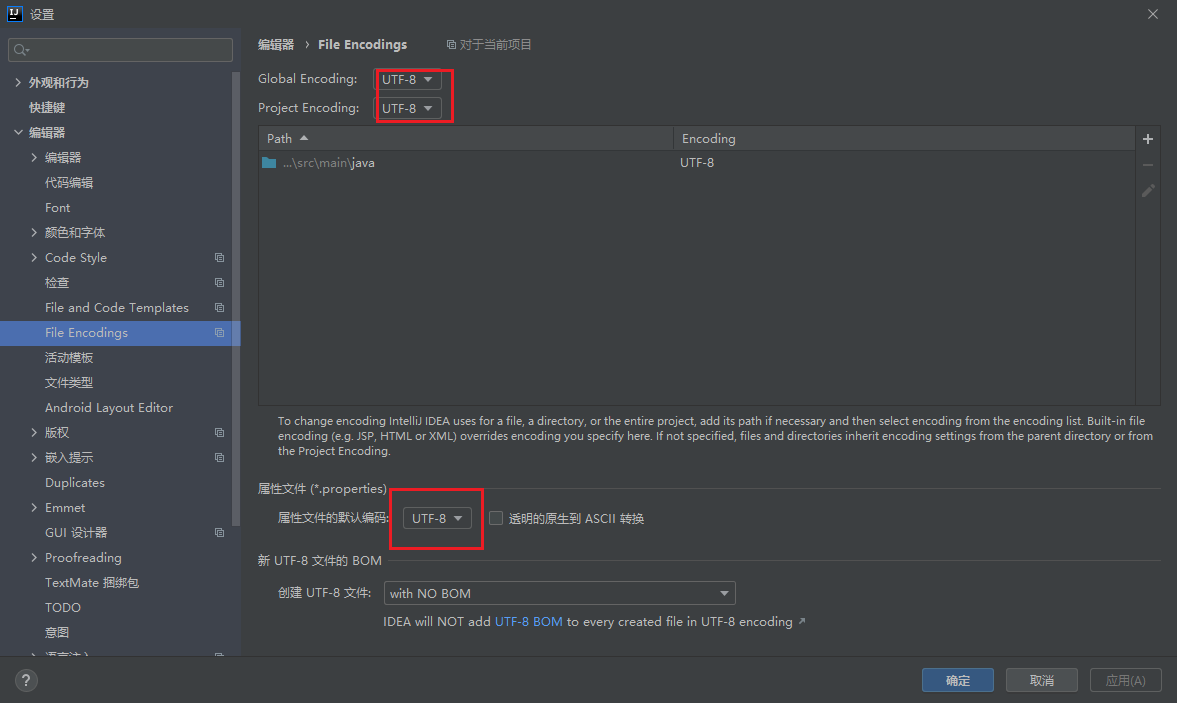 设置
外观和行为
快捷键
编辑器
编辑器
代码编辑
Font
颜色和字体
Code Style
检查
File and Code Templates
File Encodings
活动模板
文件类型
Android Layout Editor
版权
嵌入提示
Duplicates
Emmet
GUI 设计器
Proofreading
TextMate 捆绑包
TODO
意图
编辑器 › File Encodings 对于当前项目
Global Encoding: UTF-8
Project Encoding: UTF-8
Path Encoding
...\src\main\java UTF-8
To change encoding IntelliJ IDEA uses for a file, a directory, or the entire project, add its path if necessary and then select encoding from the encoding list. Built-in file
encoding (e.g. JSP, HTML or XML) overrides encoding you specify here. If not specified, files and directories inherit encoding settings from the parent directory or from
the Project Encoding.
属性文件 (*.properties)
属性文件的默认编码: UTF-8 透明的原生到 ASCII 转换
新 UTF-8 文件的 BOM
创建 UTF-8 文件: with NO BOM
IDEA will NOT add UTF-8 BOM to every created file in UTF-8 encoding ↗
? 确定 取消 应用(A)